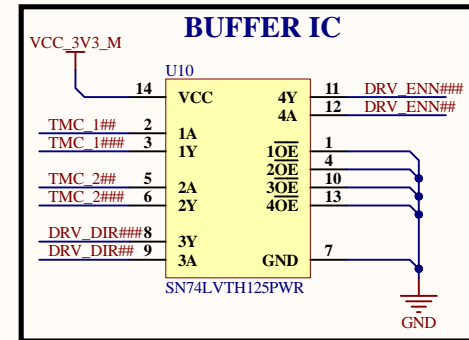 BUFFER IC
VCC_3V3_M
U10
14 VCC 4Y 11 DRV_ENN###
4A 12 DRV_ENN##
TMC_1## 2 1A 1OE 1
TMC_1### 3 1Y 2OE 4
TMC_2## 5 2A 3OE 10
TMC_2### 6 2Y 4OE 13
DRV_DIR### 8 3Y
DRV_DIR## 9 3A GND 7
SN74LVTH125PWR
GND